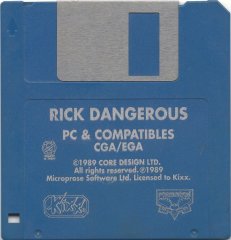 RICK DANGEROUS
PC & COMPATIBLES
CGA/EGA
©1989 CORE DESIGN LTD.
All rights reserved. ©1989
Microprose Software Ltd. Licensed to Kixx.
Kixx